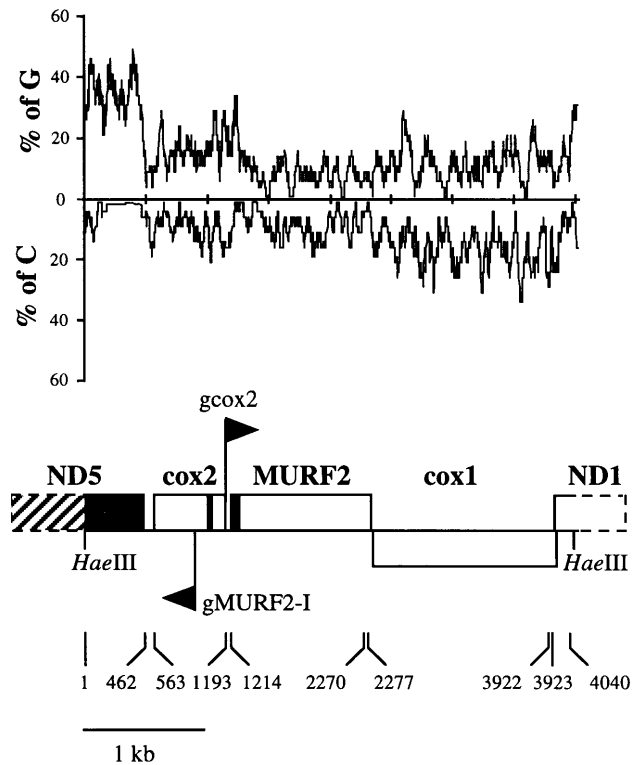 60
40
20
0
20
40
60
% of G
% of C
gcox2
ND5 cox2 MURF2 cox1 ND1
HaeIII HaeIII
gMURF2-I
1 462 563 1193 1214 2270 2277 3922 3923 4040
1 kb